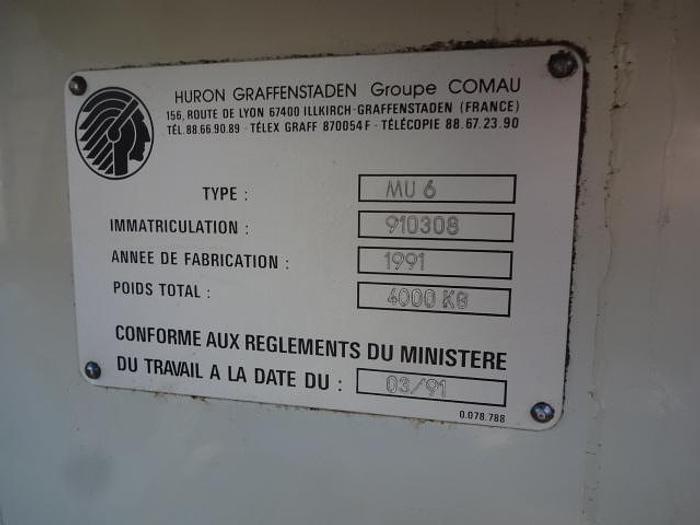 HURON GRAFFENSTADEN Groupe COMAU
156, ROUTE DE LYON 67400 ILLKIRCH-GRAFFENSTADEN (FRANCE)
TÉL. 88.66.90.89 - TÉLEX GRAFF 870054 F - TÉLÉCOPIE 88.67.23.90
TYPE : MU 6
IMMATRICULATION : 910308
ANNEE DE FABRICATION : 1991
POIDS TOTAL : 4000 KG
CONFORME AUX REGLEMENTS DU MINISTERE
DU TRAVAIL A LA DATE DU : 03/91
0.078.788